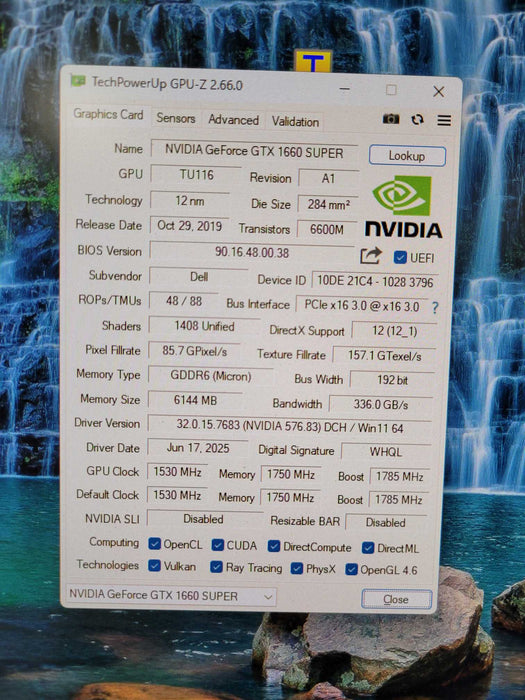 T
TechPowerUp GPU-Z 2.66.0
Graphics Card Sensors Advanced Validation
Name NVIDIA GeForce GTX 1660 SUPER Lookup
GPU TU116 Revision A1
Technology 12 nm Die Size 284 mm²
Release Date Oct 29, 2019 Transistors 6600M
NVIDIA
BIOS Version 90.16.48.00.38 UEFI
Subvendor Dell Device ID 10DE 21C4 - 1028 3796
ROPs/TMUs 48 / 88 Bus Interface PCIe x16 3.0 @ x16 3.0 ?
Shaders 1408 Unified DirectX Support 12 (12_1)
Pixel Fillrate 85.7 GPixel/s Texture Fillrate 157.1 GTexel/s
Memory Type GDDR6 (Micron) Bus Width 192 bit
Memory Size 6144 MB Bandwidth 336.0 GB/s
Driver Version 32.0.15.7683 (NVIDIA 576.83) DCH / Win11 64
Driver Date Jun 17, 2025 Digital Signature WHQL
GPU Clock 1530 MHz Memory 1750 MHz Boost 1785 MHz
Default Clock 1530 MHz Memory 1750 MHz Boost 1785 MHz
NVIDIA SLI Disabled Resizable BAR Disabled
Computing OpenCL CUDA DirectCompute DirectML
Technologies Vulkan Ray Tracing PhysX OpenGL 4.6
NVIDIA GeForce GTX 1660 SUPER Close